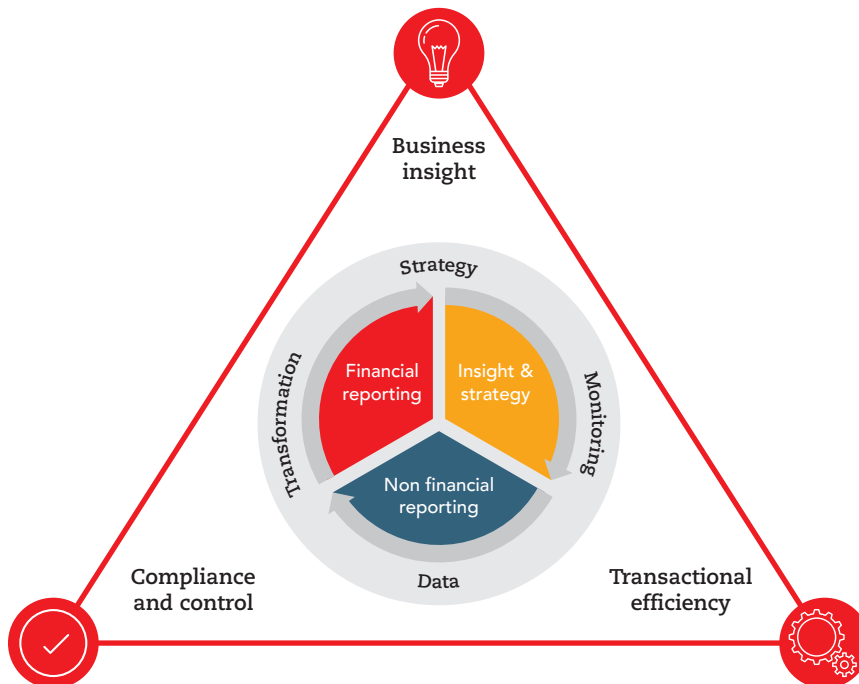 Business
insight
Strategy
Transformation
Monitoring
Financial
reporting
Insight &
strategy
Non financial
reporting
Data
Compliance
and control
Transactional
efficiency